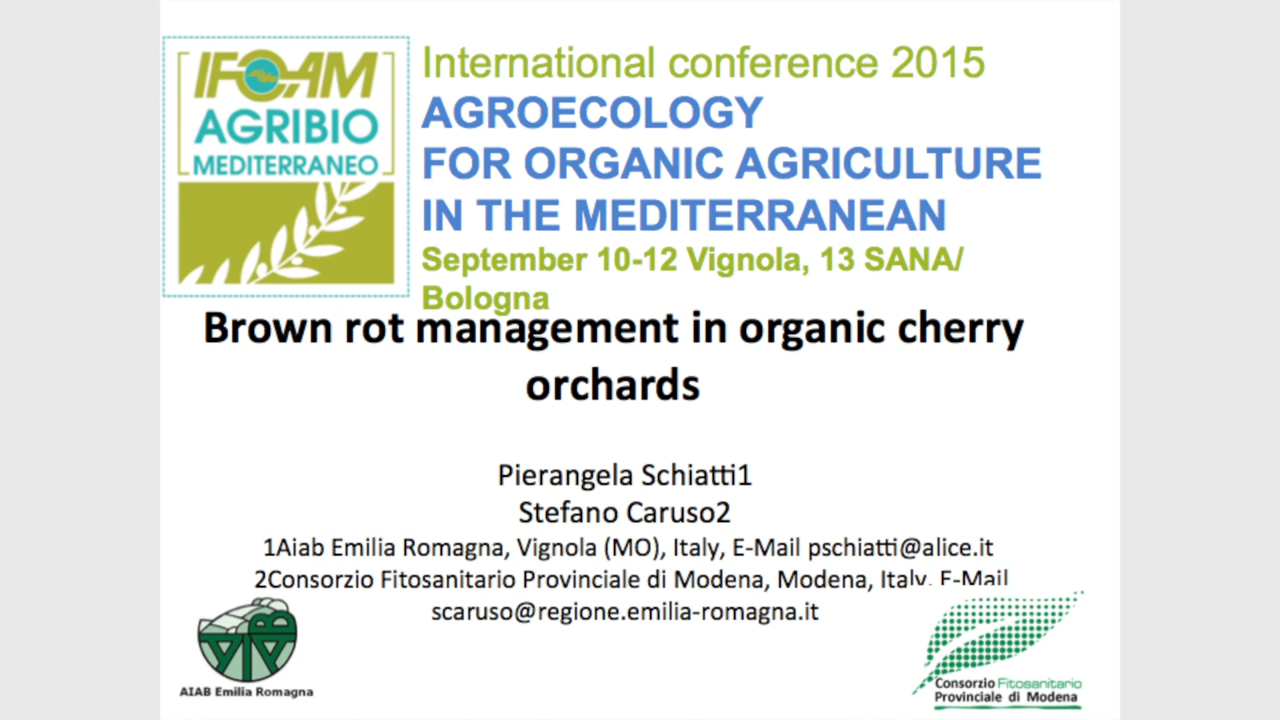 IFOAM
AGRIBIO
MEDITERRANEO
International conference 2015
AGROECOLOGY
FOR ORGANIC AGRICULTURE
IN THE MEDITERRANEAN
September 10-12 Vignola, 13 SANA/
Bologna
Brown rot management in organic cherry
orchards
Pierangela Schiatti1
Stefano Caruso2
1Aiab Emilia Romagna, Vignola (MO), Italy, E-Mail pschiatti@alice.it
2Consorzio Fitosanitario Provinciale di Modena, Modena, Italy, E-Mail
scaruso@regione.emilia-romagna.it
AIAB
AIAB Emilia Romagna
Consorzio Fitosanitario
Provinciale di Modena